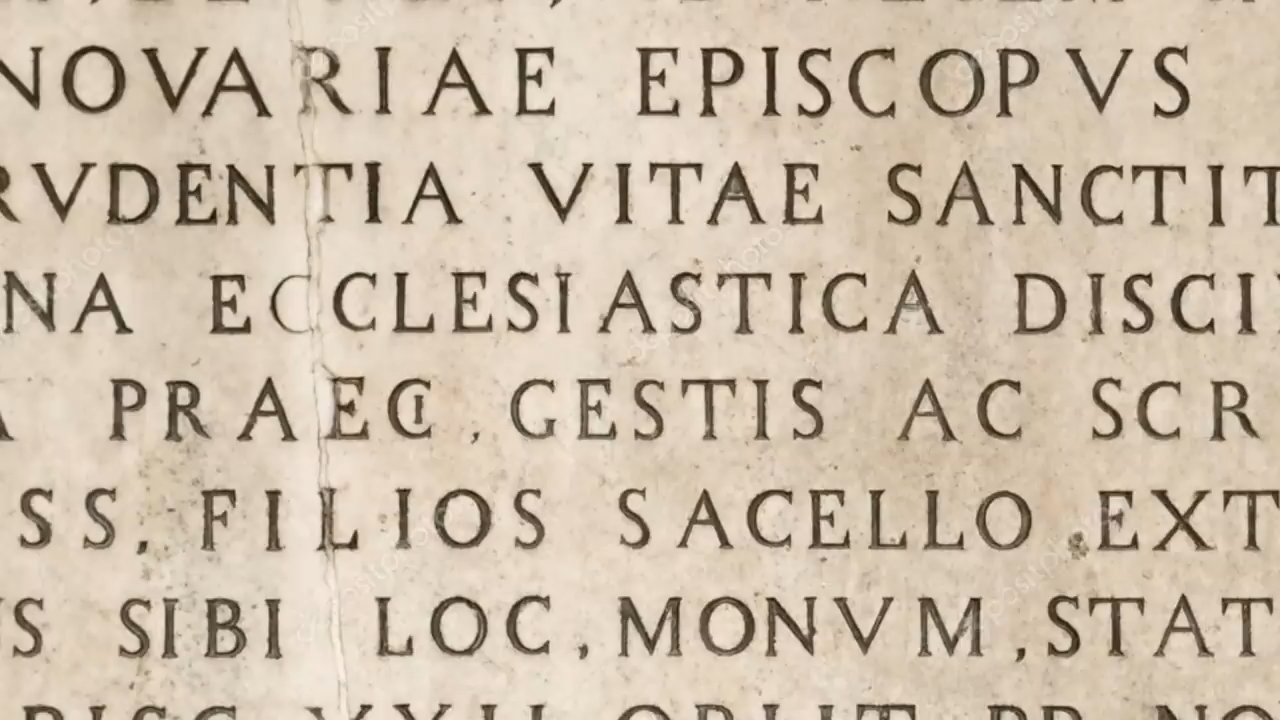 NOVARIAE EPISCOPVS
RVDENTIA VITAE SANCTIT
NA ECCLESIASTICA DISCI
PRAEC, GESTIS AC SCR
SS. FILIOS SACELLO EXT
VS SIBI LOC, MONVM, STAT